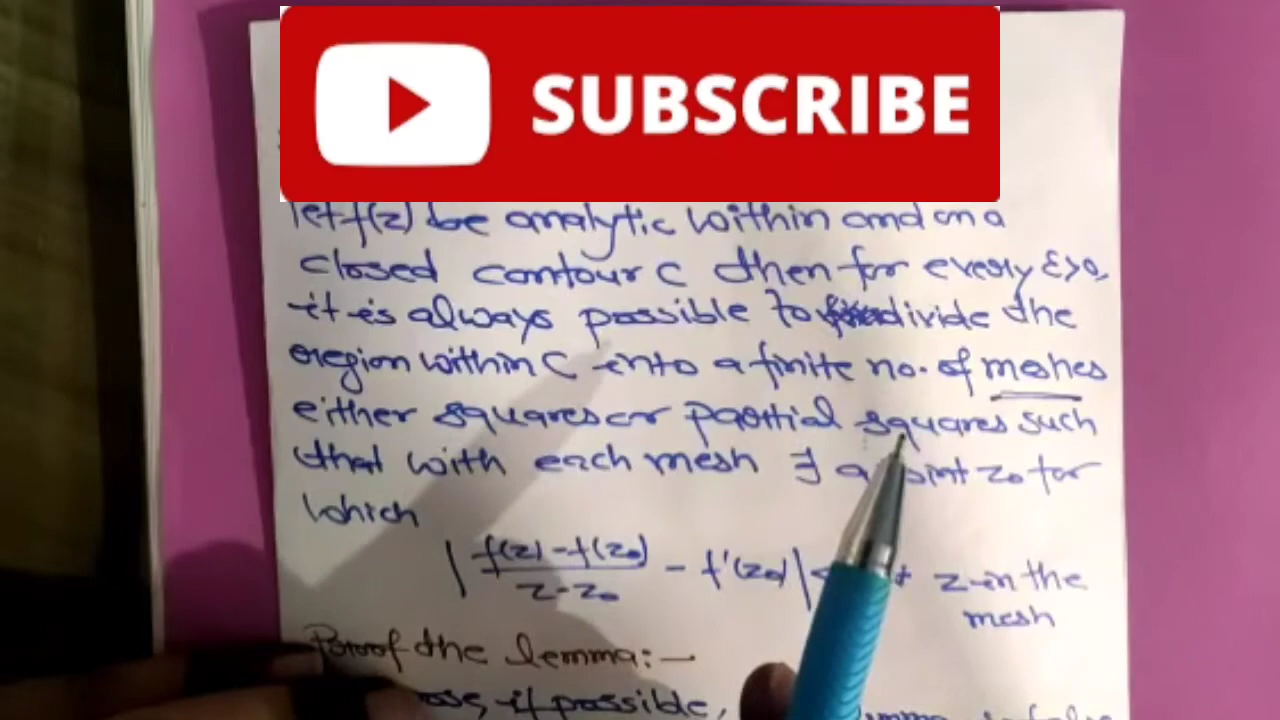 SUBSCRIBE
let f(z) be analytic within and on a
closed contour C then for every ε>0,
it is always possible to divide the
region within C into a finite no. of meshes
either squares or partial squares such
that with each mesh ∃ a point z₀ for
which
| f(z) - f(z₀) / z - z₀ - f'(z₀) | < z in the
mesh
Proof of the lemma:—
if possible,